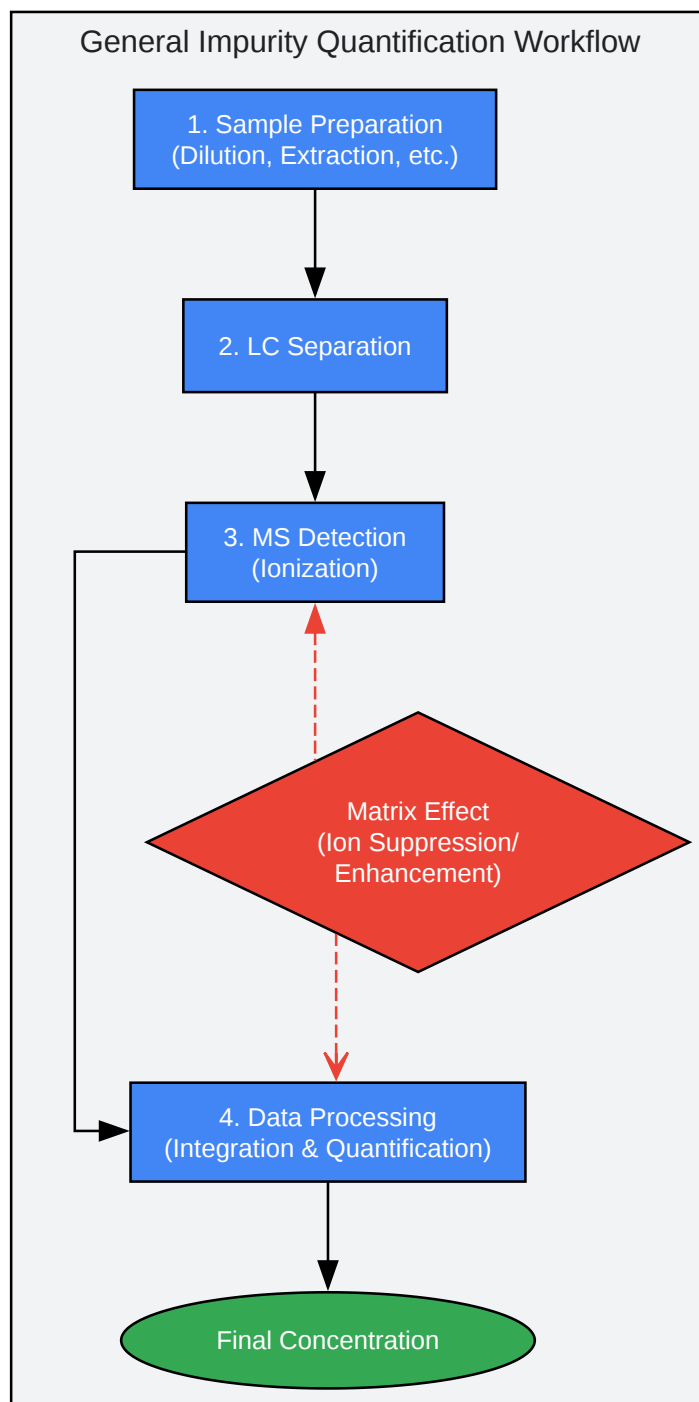 General Impurity Quantification Workflow
1. Sample Preparation
(Dilution, Extraction, etc.)
2. LC Separation
3. MS Detection
(Ionization)
Matrix Effect
(Ion Suppression/
Enhancement)
4. Data Processing
(Integration & Quantification)
Final Concentration